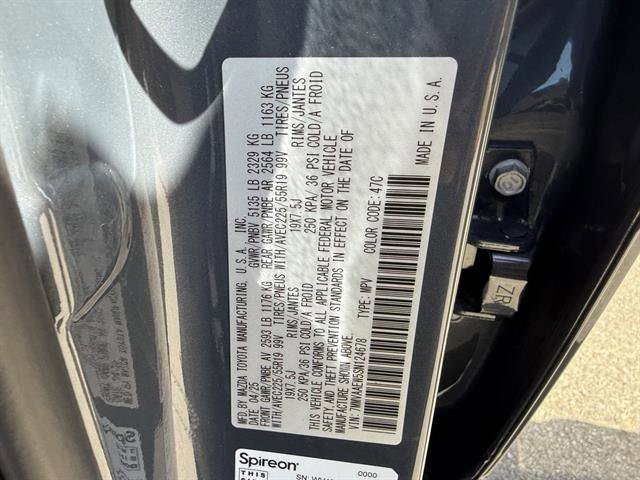 MFD BY MAZDA TOYOTA MANUFACTURING, U.S.A. INC.
DATE: 04/25 GVWR/PNBV 5135 LB 2329 KG
FRONT GAWR/PNBE AV 2593 LB 1176 KG REAR GAWR/PNBE AR 2564 LB 1163 KG
WITH/AVEC225/55R19 99V TIRES/PNEUS WITH/AVEC225/55R19 99V TIRES/PNEUS
19X7.5J RIMS/JANTES 19X7.5J RIMS/JANTES
250 KPA/36 PSI COLD/A FROID 250 KPA/36 PSI COLD/A FROID
THIS VEHICLE CONFORMS TO ALL APPLICABLE FEDERAL MOTOR VEHICLE
SAFETY, AND THEFT PREVENTION STANDARDS IN EFFECT ON THE DATE OF
MANUFACTURE SHOWN ABOVE.
VIN: 7MMVAAEW5SN124678 TYPE: MPV COLOR CODE: 47C
MADE IN U.S.A.
Spireon
0000
THIS
SN:
ZR